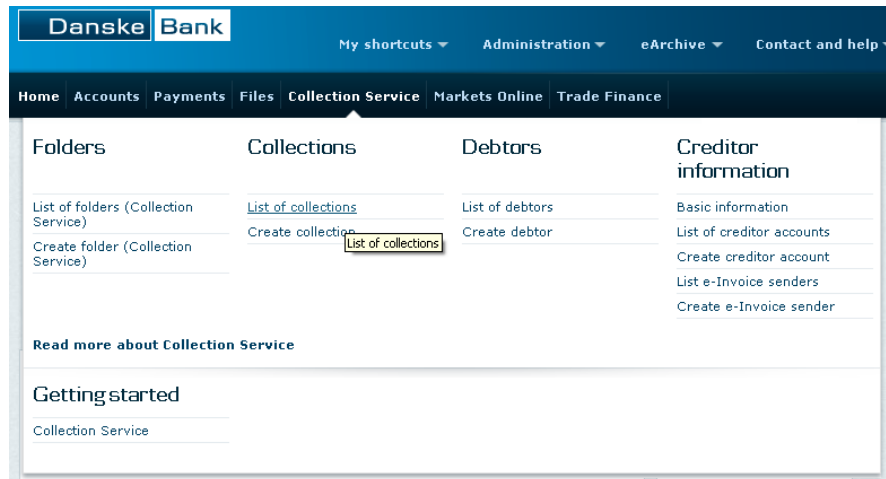 Danske Bank
My shortcuts Administration eArchive Contact and help
Home Accounts Payments Files Collection Service Markets Online Trade Finance
Folders
List of folders (Collection
Service)
Create folder (Collection
Service)
Collections
List of collections
Create collection
List of collections
Debtors
List of debtors
Create debtor
Creditor
information
Basic information
List of creditor accounts
Create creditor account
List e-Invoice senders
Create e-Invoice sender
Read more about Collection Service
Getting started
Collection Service